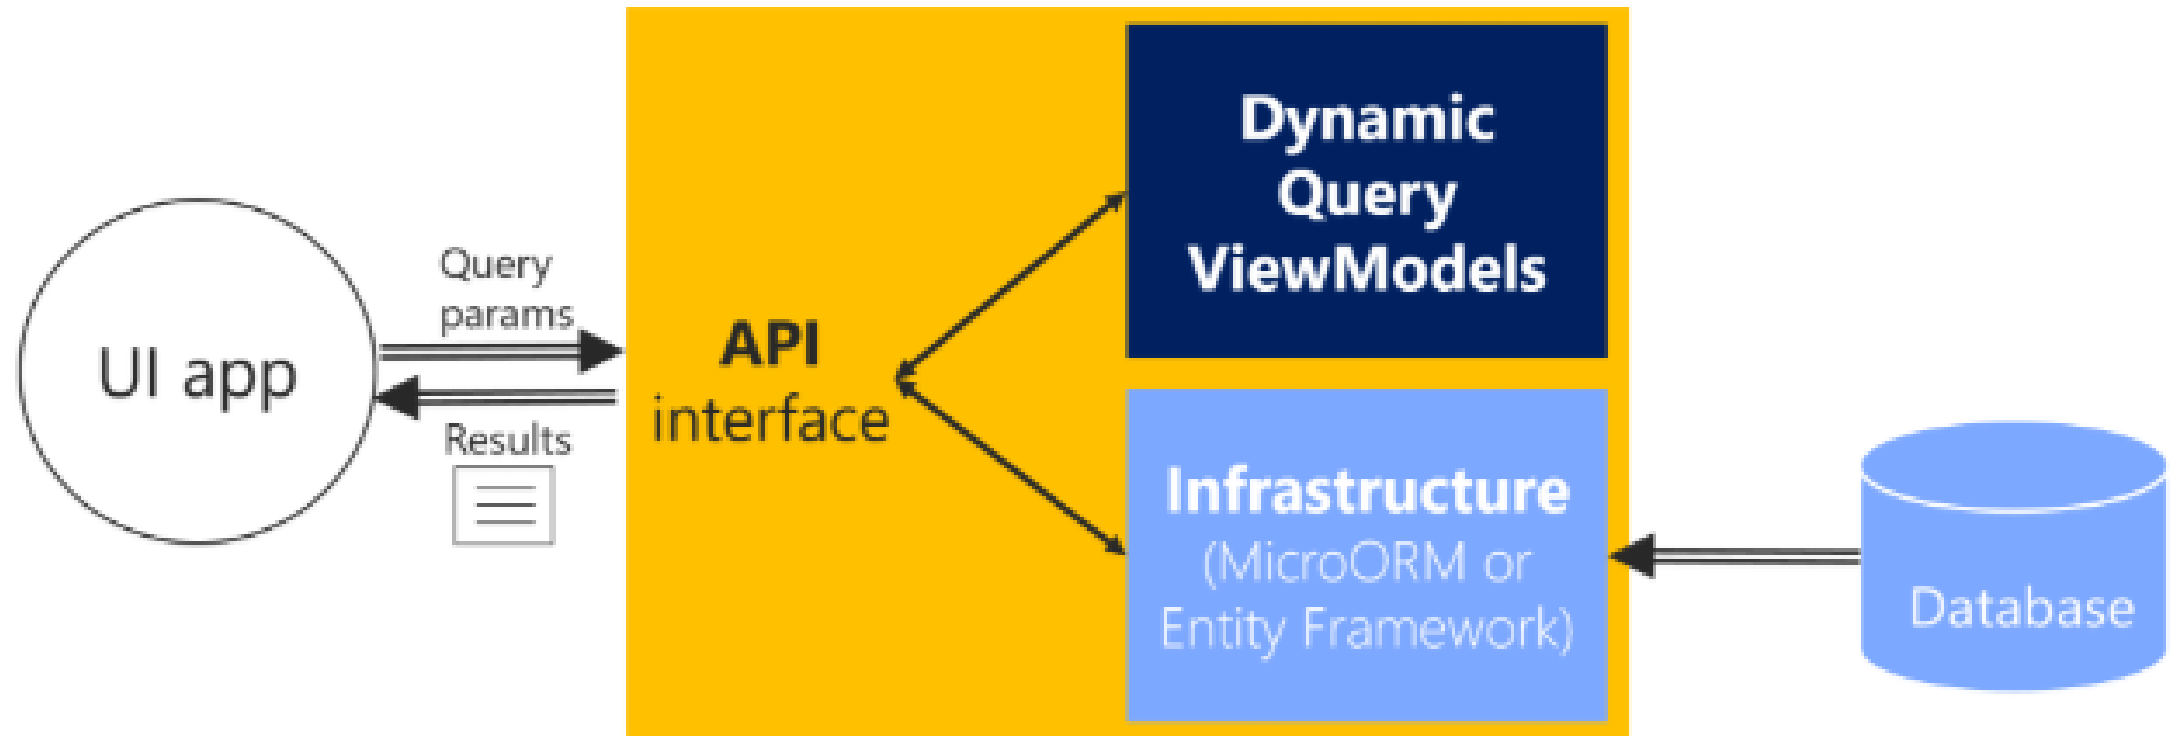 UI app
Query
params
Results
API
interface
Dynamic
Query
ViewModels
Infrastructure
(MicroORM or
Entity Framework)
Database